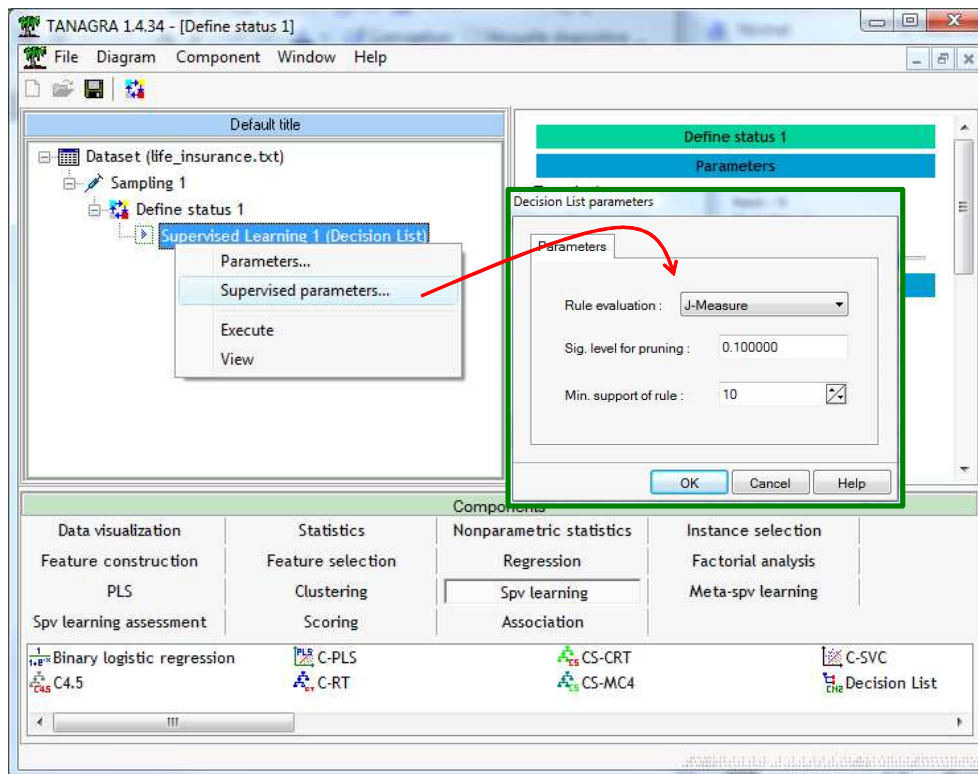 TANAGRA 1.4.34 - [Define status 1]
File Diagram Component Window Help
Default title
Dataset (life_insurance.txt)
Sampling 1
Define status 1
Supervised Learning 1 (Decision List)
Parameters...
Supervised parameters...
Execute
View
Define status 1
Parameters
Decision List parameters
Parameters
Rule evaluation : J-Measure
Sig. level for pruning : 0.100000
Min. support of rule : 10
OK Cancel Help
Components
Data visualization Statistics Nonparametric statistics Instance selection
Feature construction Feature selection Regression Factorial analysis
PLS Clustering Spv learning Meta-spv learning
Spv learning assessment Scoring Association
Binary logistic regression C-PLS CS-CRT C-SVC
C4.5 C-RT CS-MC4 Decision List